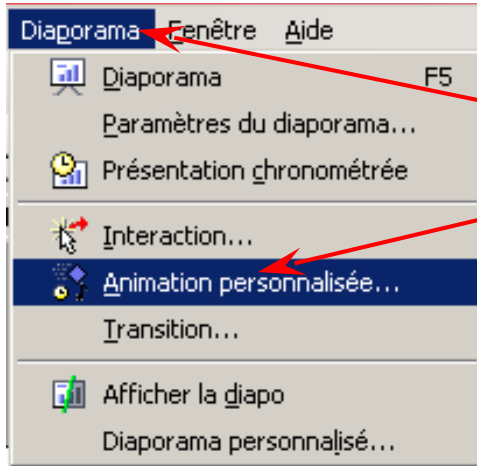 Diaporama Fenêtre Aide
Diaporama F5
Paramètres du diaporama...
Présentation chronométrée
Interaction...
Animation personnalisée...
Transition...
Afficher la diapo
Diaporama personnalisé...